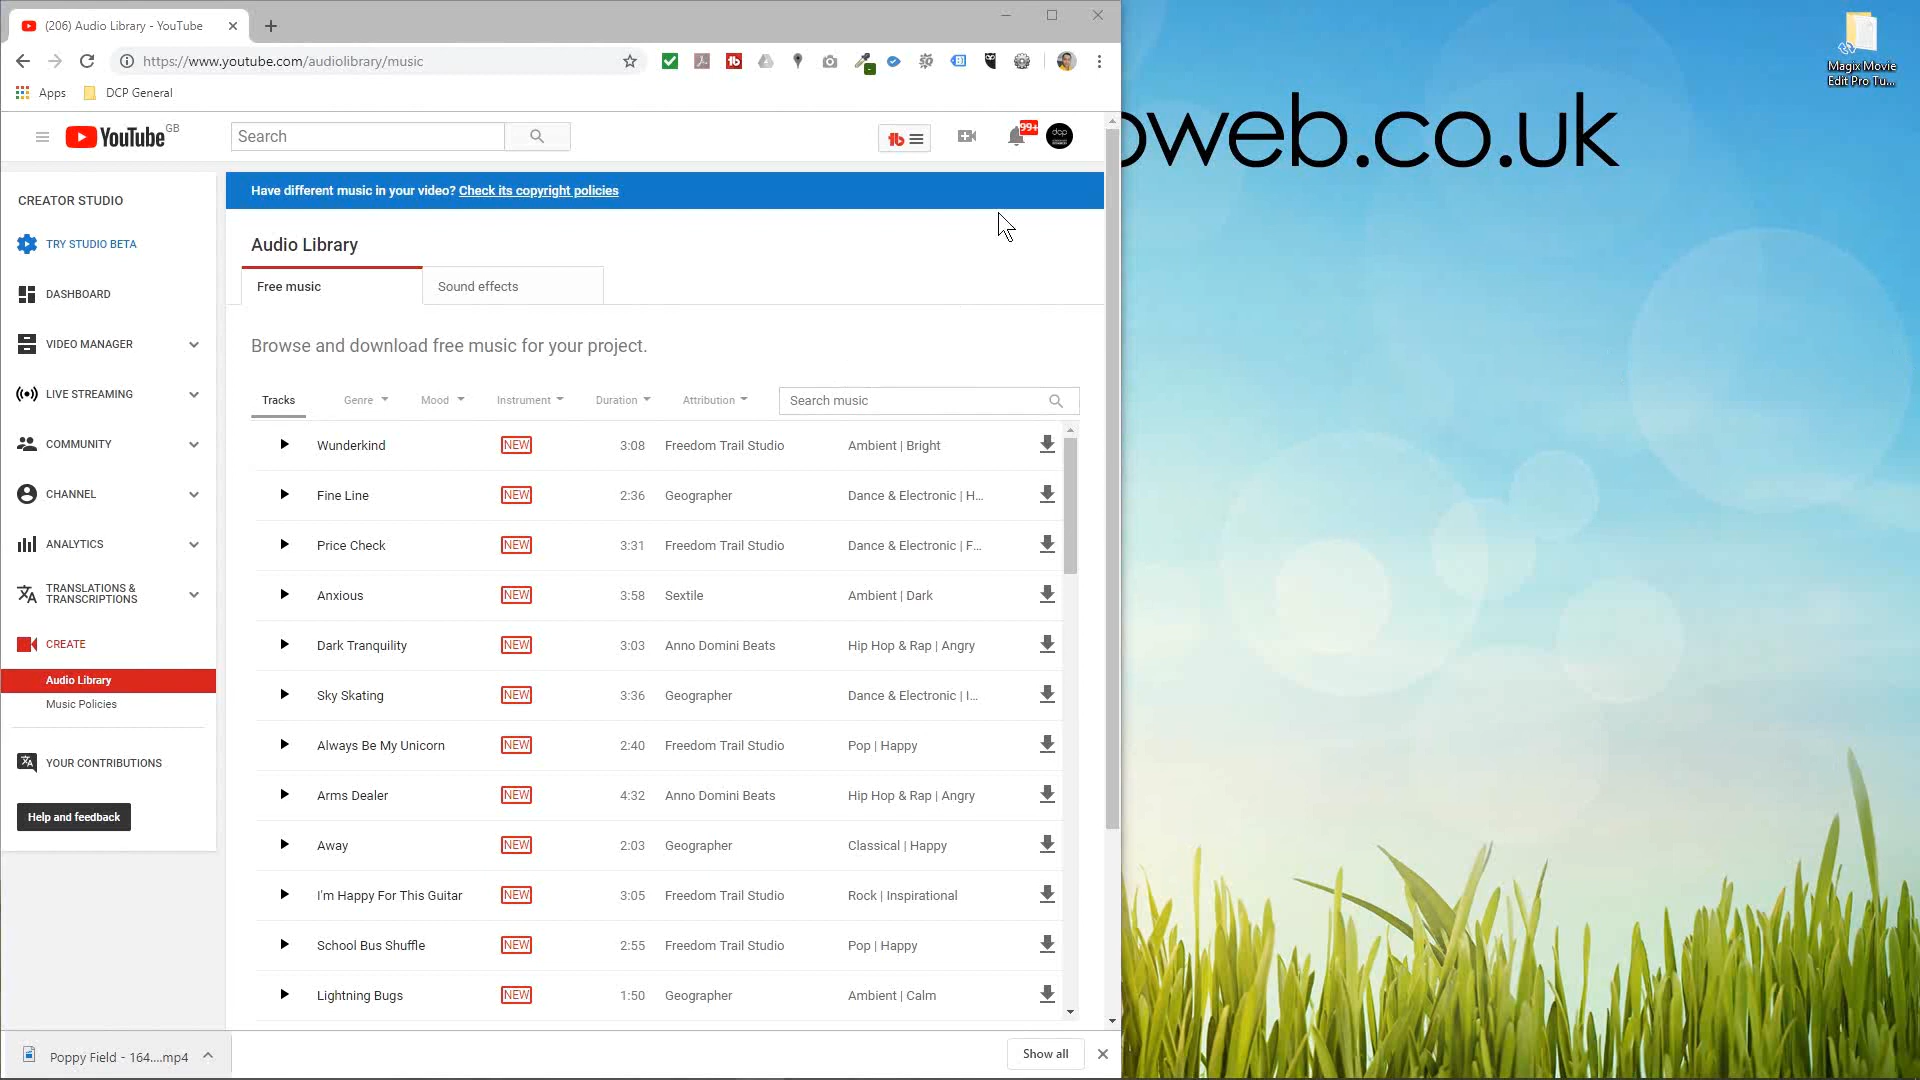 (206) Audio Library - YouTube
https://www.youtube.com/audiolibrary/music
Apps
DCP General
YouTube GB
Search
99+
CREATOR STUDIO
TRY STUDIO BETA
DASHBOARD
VIDEO MANAGER
LIVE STREAMING
COMMUNITY
CHANNEL
ANALYTICS
TRANSLATIONS &
TRANSCRIPTIONS
CREATE
Audio Library
Music Policies
YOUR CONTRIBUTIONS
Help and feedback
Have different music in your video? Check its copyright policies
Audio Library
Free music
Sound effects
Browse and download free music for your project.
Tracks Genre Mood Instrument Duration Attribution Search music
Wunderkind NEW 3:08 Freedom Trail Studio Ambient | Bright
Fine Line NEW 2:36 Geographer Dance & Electronic | H...
Price Check NEW 3:31 Freedom Trail Studio Dance & Electronic | F...
Anxious NEW 3:58 Sextile Ambient | Dark
Dark Tranquility NEW 3:03 Anno Domini Beats Hip Hop & Rap | Angry
Sky Skating NEW 3:36 Geographer Dance & Electronic | I...
Always Be My Unicorn NEW 2:40 Freedom Trail Studio Pop | Happy
Arms Dealer NEW 4:32 Anno Domini Beats Hip Hop & Rap | Angry
Away NEW 2:03 Geographer Classical | Happy
I'm Happy For This Guitar NEW 3:05 Freedom Trail Studio Rock | Inspirational
School Bus Shuffle NEW 2:55 Freedom Trail Studio Pop | Happy
Lightning Bugs NEW 1:50 Geographer Ambient | Calm
Poppy Field - 164....mp4
Show all
oweb.co.uk
Magix Movie
Edit Pro Tu...